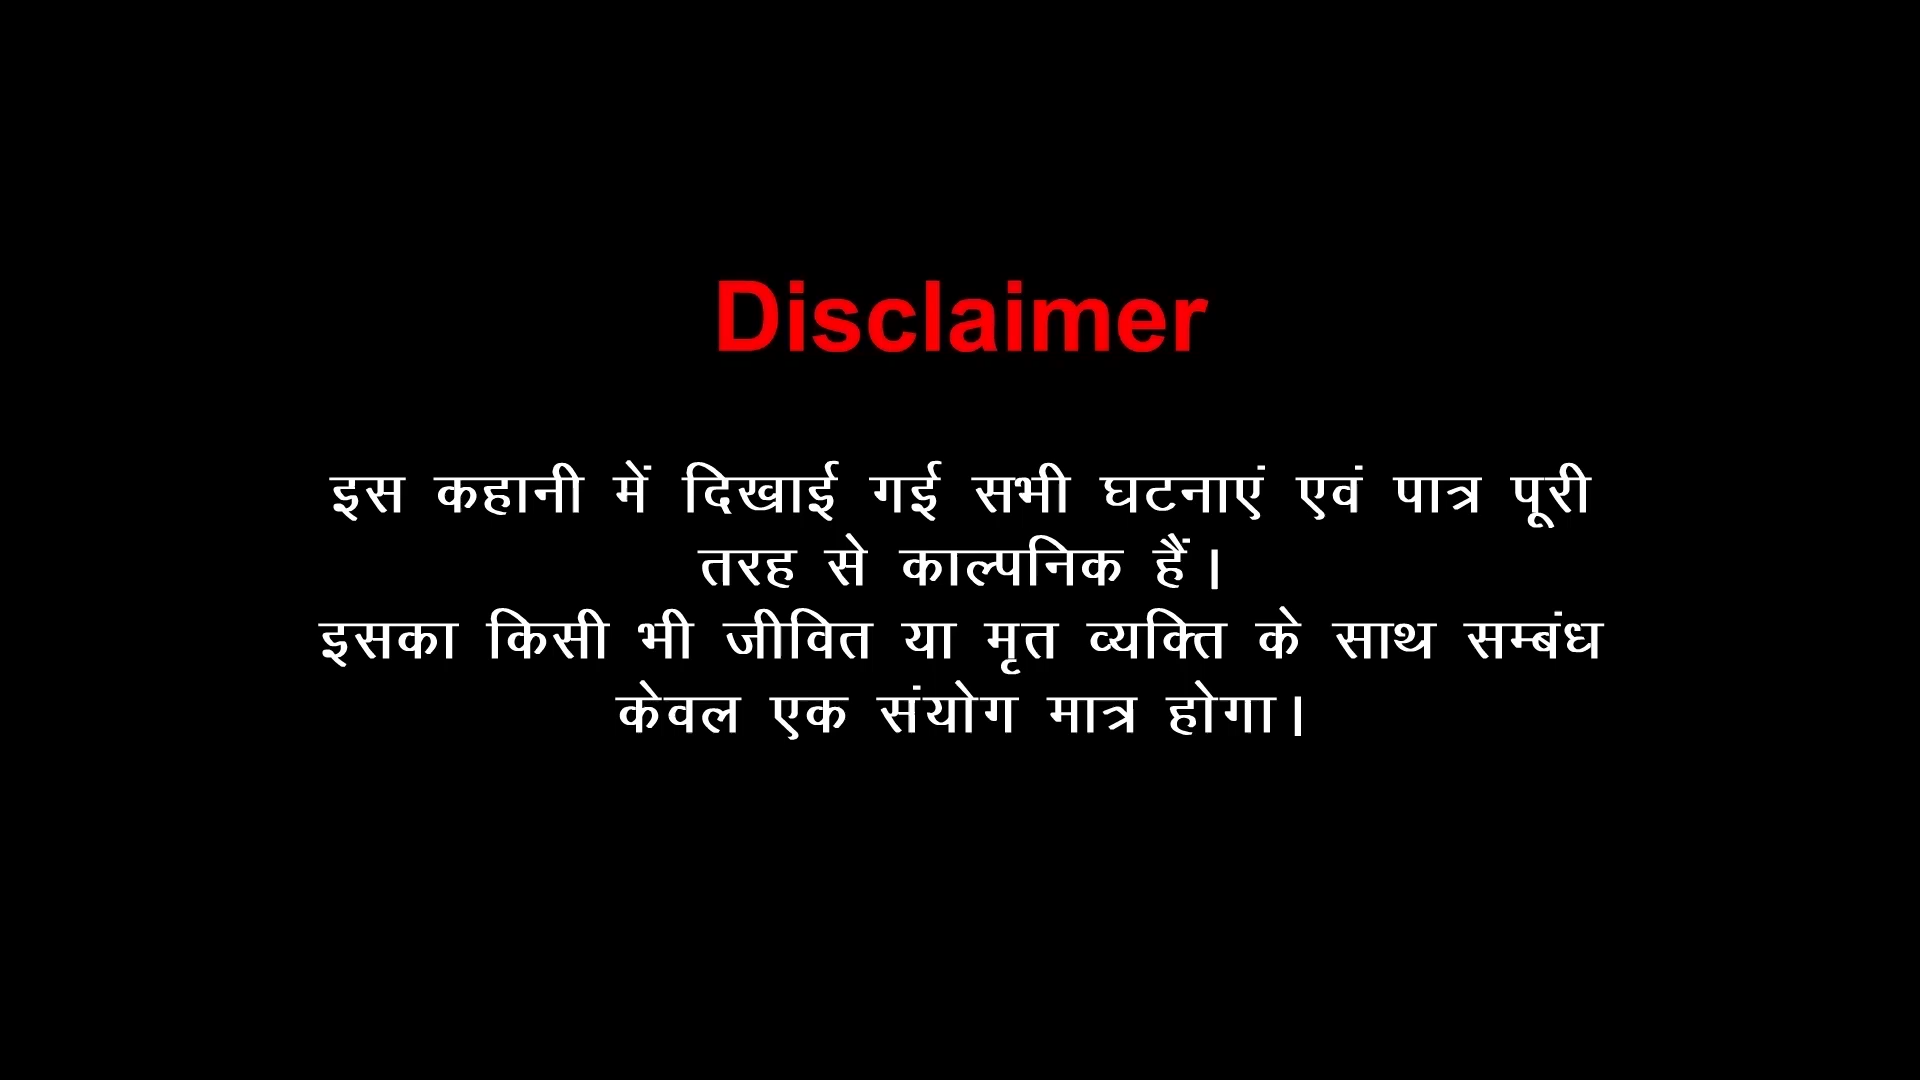 Disclaimer
इस कहानी में दिखाई गई सभी घटनाएं एवं पात्र पूरी
तरह से काल्पनिक हैं।
इसका किसी भी जीवित या मृत व्यक्ति के साथ सम्बंध
केवल एक संयोग मात्र होगा।